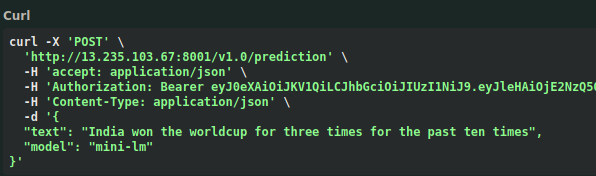 Curl
curl -X 'POST' \
'http://13.235.103.67:8001/v1.0/prediction' \
-H 'accept: application/json' \
-H 'Authorization: Bearer eyJ0eXAiOiJKV1QiLCJhbGciOiJIUzI1NiJ9.eyJleHAiOjE2NzQ5O
-H 'Content-Type: application/json' \
-d '{
"text": "India won the worldcup for three times for the past ten times",
"model": "mini-lm"
}'